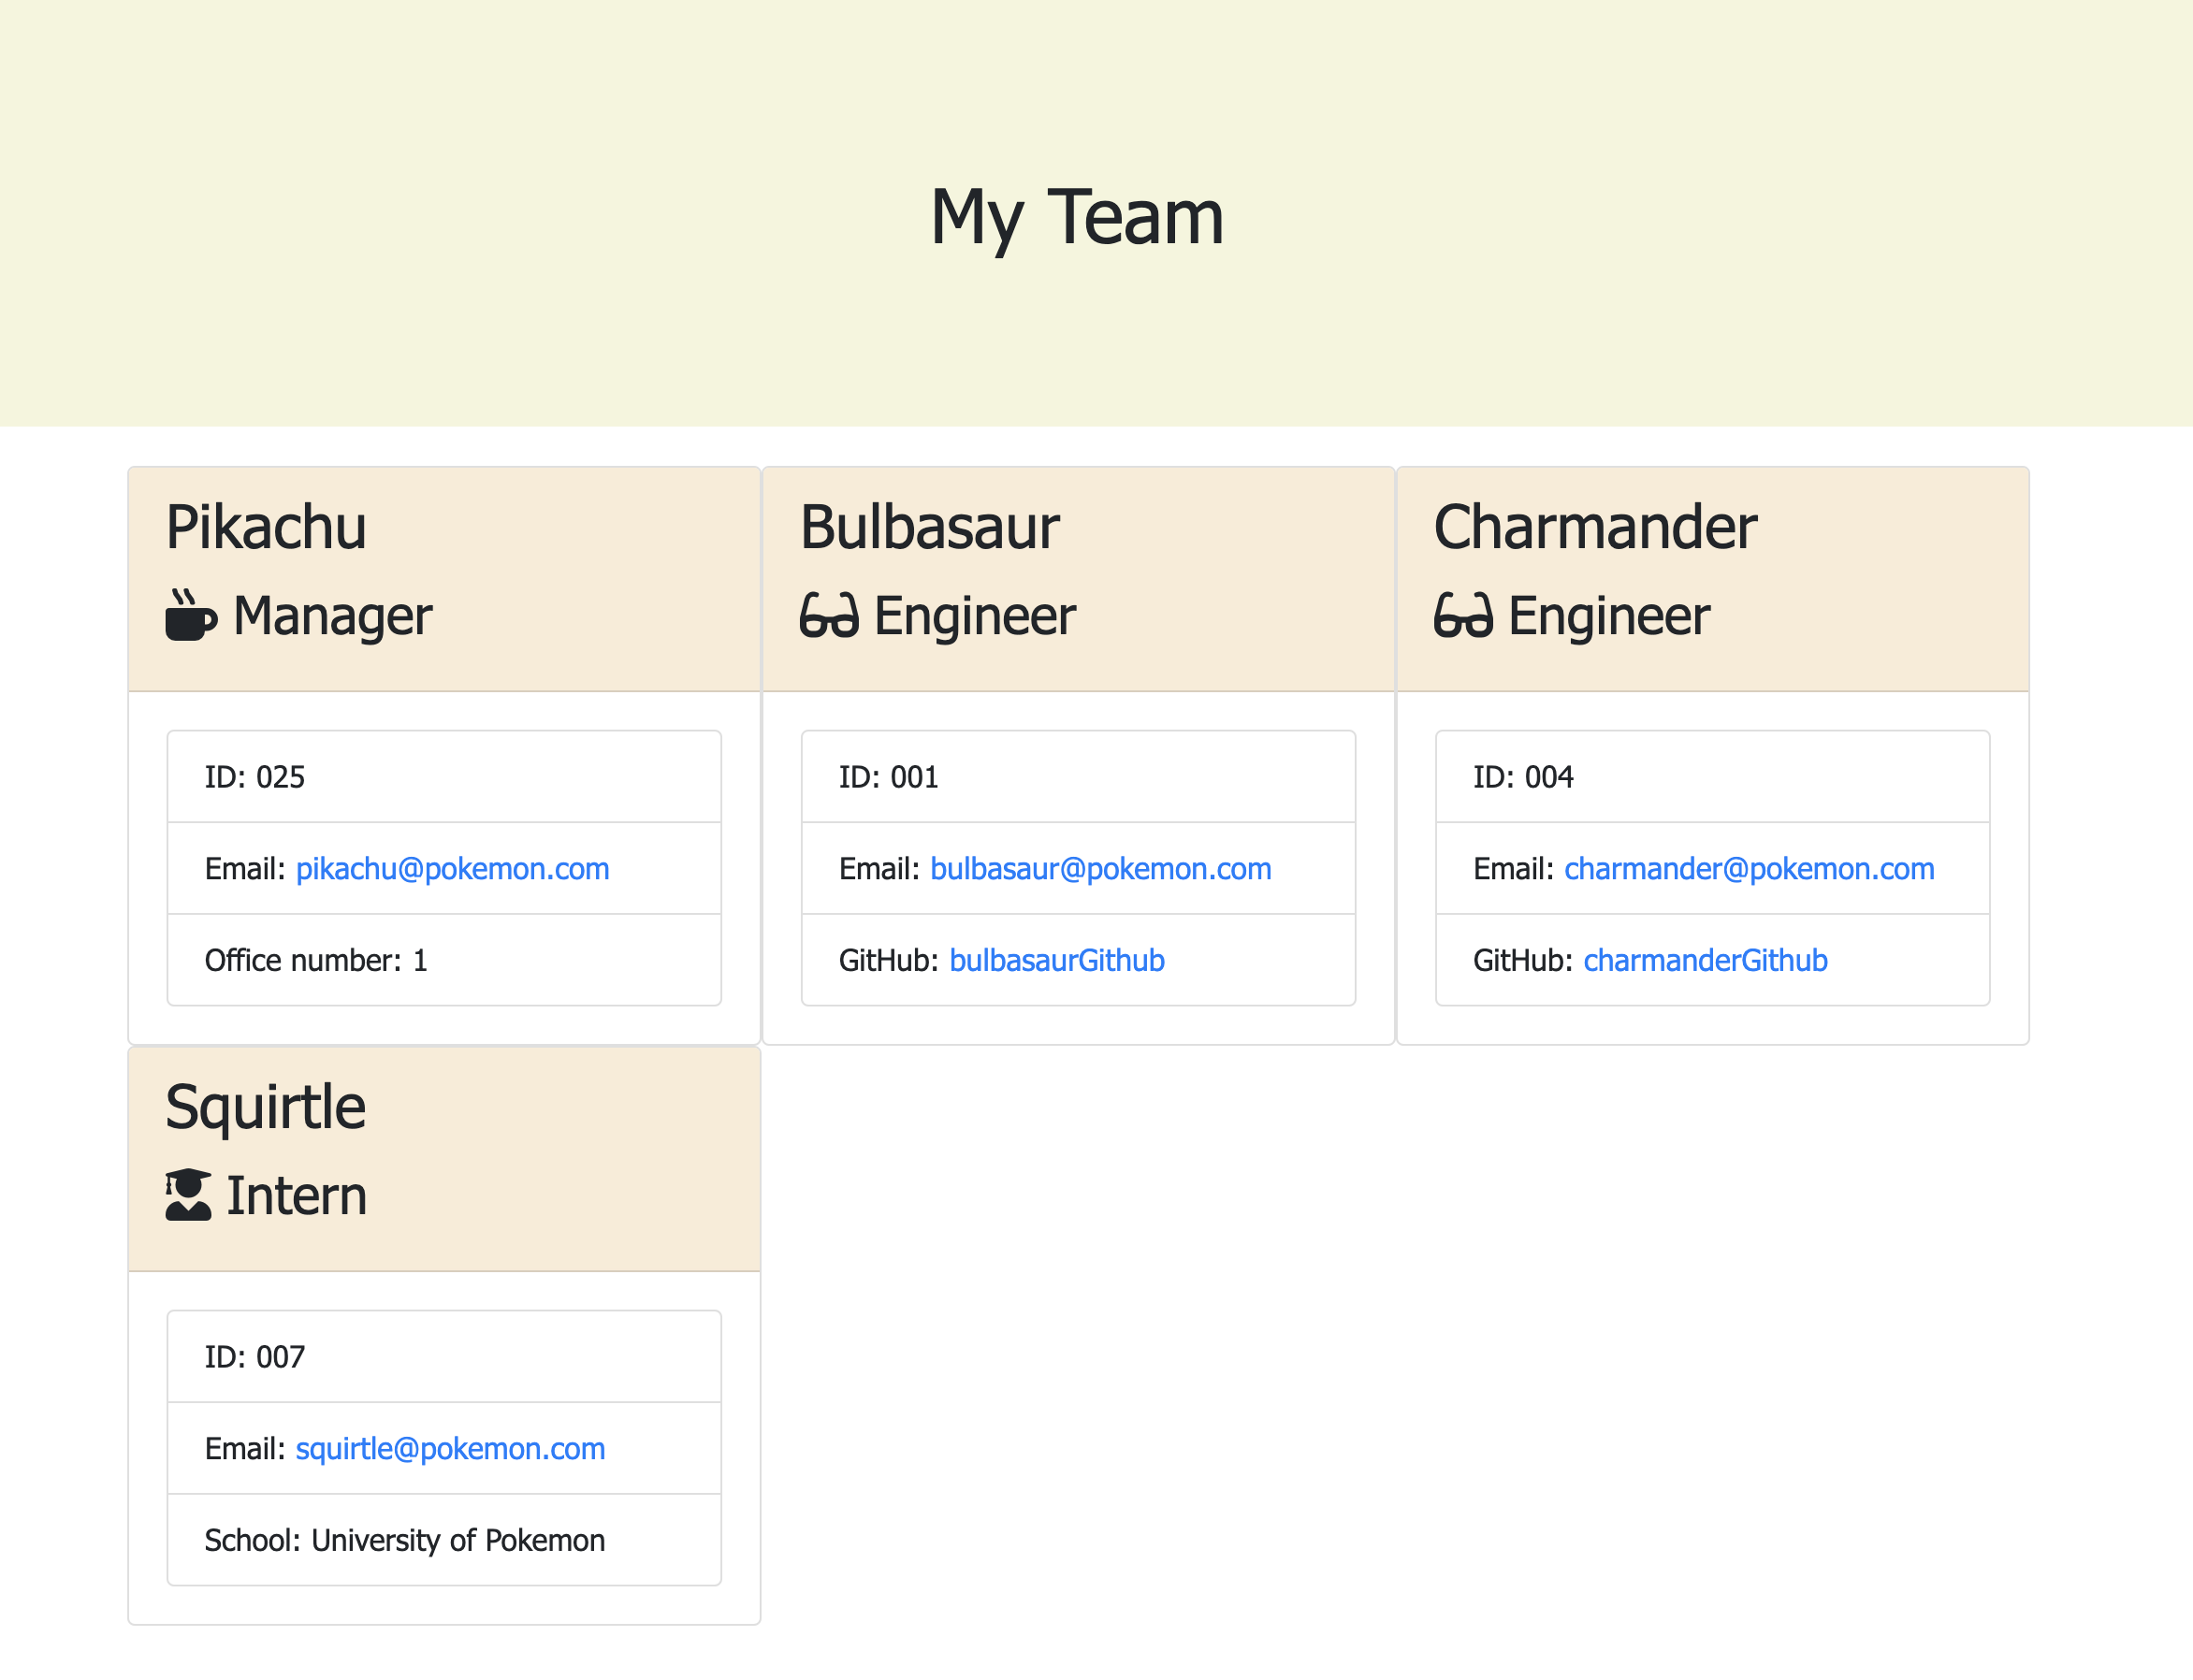 My Team
Pikachu
Manager
ID: 025
Email: pikachu@pokemon.com
Office number: 1
Bulbasaur
Engineer
ID: 001
Email: bulbasaur@pokemon.com
GitHub: bulbasaurGithub
Charmander
Engineer
ID: 004
Email: charmander@pokemon.com
GitHub: charmanderGithub
Squirtle
Intern
ID: 007
Email: squirtle@pokemon.com
School: University of Pokemon